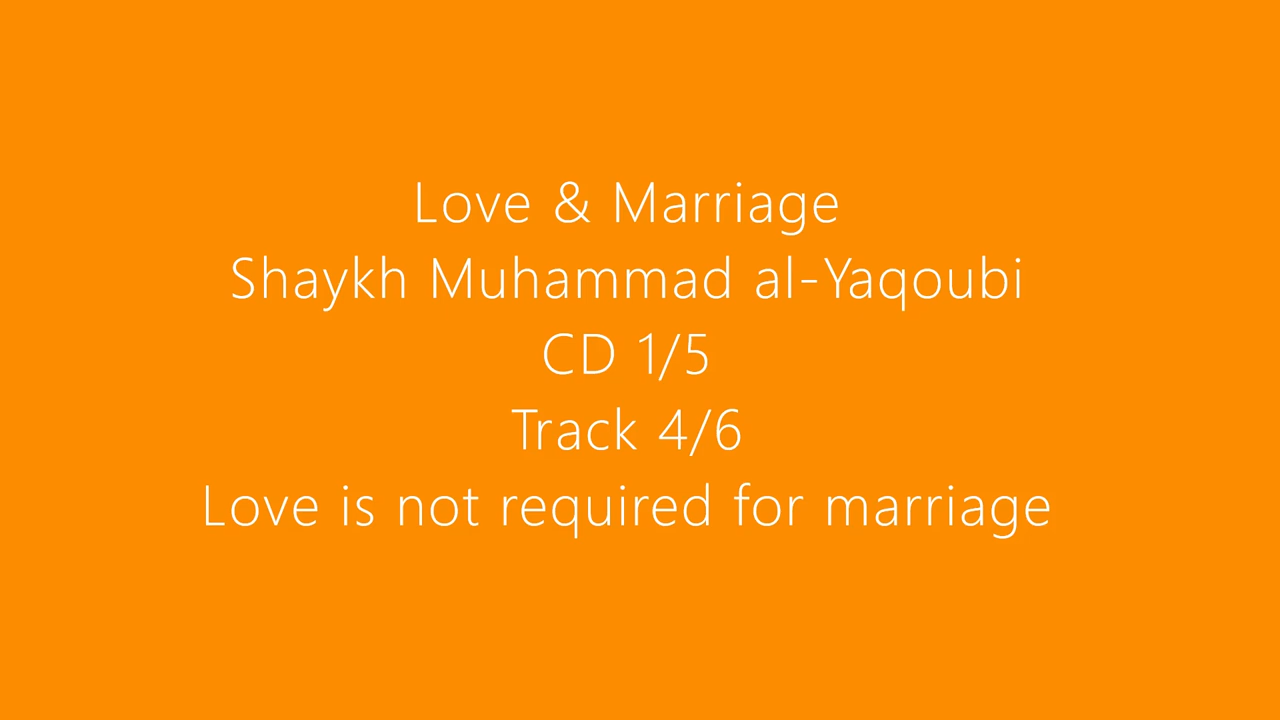 Love & Marriage
Shaykh Muhammad al-Yaqoubi
CD 1/5
Track 4/6
Love is not required for marriage